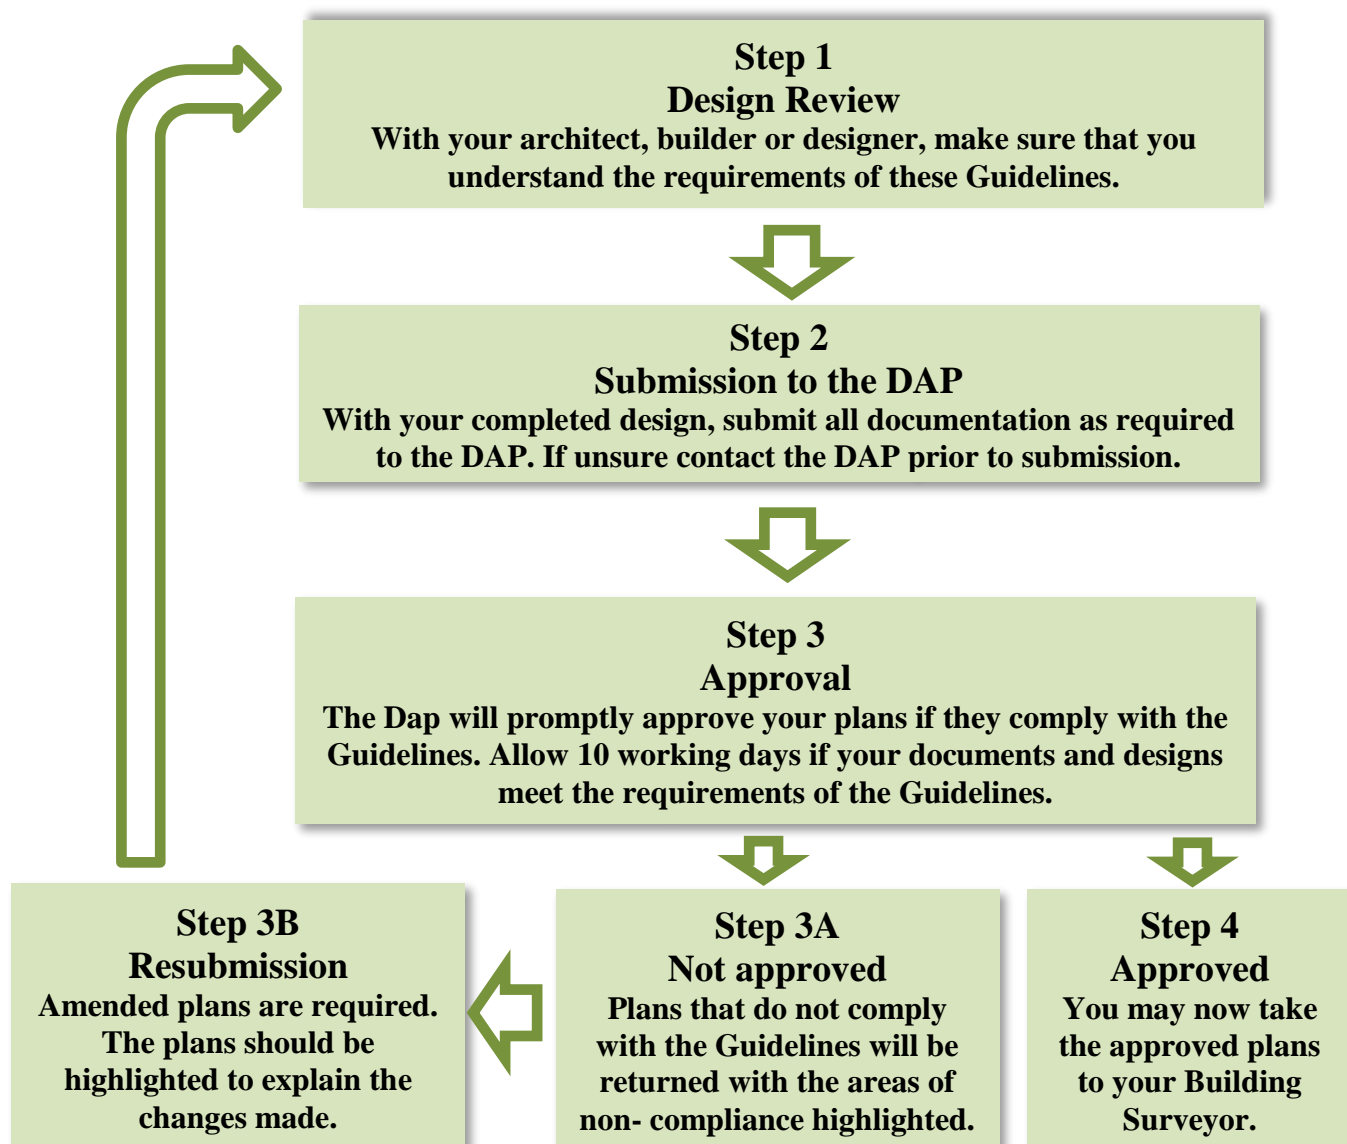 Step 1
Design Review
With your architect, builder or designer, make sure that you
understand the requirements of these Guidelines.
Step 2
Submission to the DAP
With your completed design, submit all documentation as required
to the DAP. If unsure contact the DAP prior to submission.
Step 3
Approval
The Dap will promptly approve your plans if they comply with the
Guidelines. Allow 10 working days if your documents and designs
meet the requirements of the Guidelines.
Step 3B
Resubmission
Amended plans are required.
The plans should be
highlighted to explain the
changes made.
Step 3A
Not approved
Plans that do not comply
with the Guidelines will be
returned with the areas of
non- compliance highlighted.
Step 4
Approved
You may now take
the approved plans
to your Building
Surveyor.